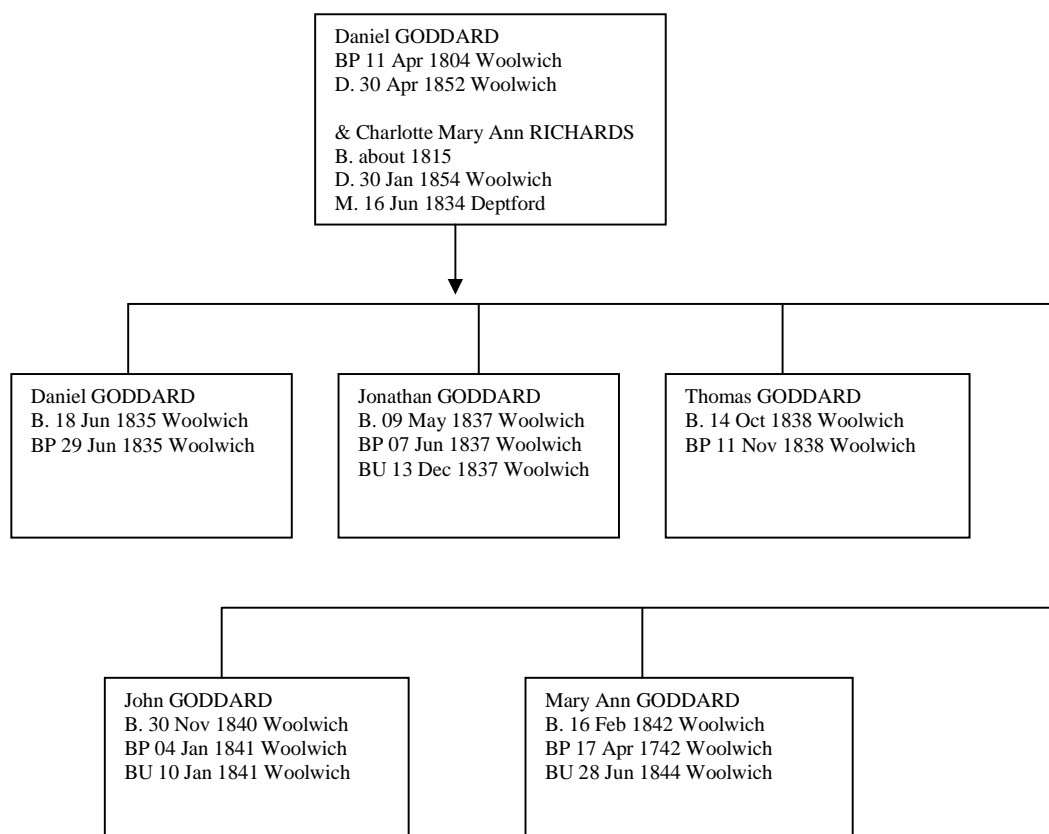 Daniel GODDARD
BP 11 Apr 1804 Woolwich
D. 30 Apr 1852 Woolwich
& Charlotte Mary Ann RICHARDS
B. about 1815
D. 30 Jan 1854 Woolwich
M. 16 Jun 1834 Deptford
Daniel GODDARD
B. 18 Jun 1835 Woolwich
BP 29 Jun 1835 Woolwich
Jonathan GODDARD
B. 09 May 1837 Woolwich
BP 07 Jun 1837 Woolwich
BU 13 Dec 1837 Woolwich
Thomas GODDARD
B. 14 Oct 1838 Woolwich
BP 11 Nov 1838 Woolwich
John GODDARD
B. 30 Nov 1840 Woolwich
BP 04 Jan 1841 Woolwich
BU 10 Jan 1841 Woolwich
Mary Ann GODDARD
B. 16 Feb 1842 Woolwich
BP 17 Apr 1742 Woolwich
BU 28 Jun 1844 Woolwich